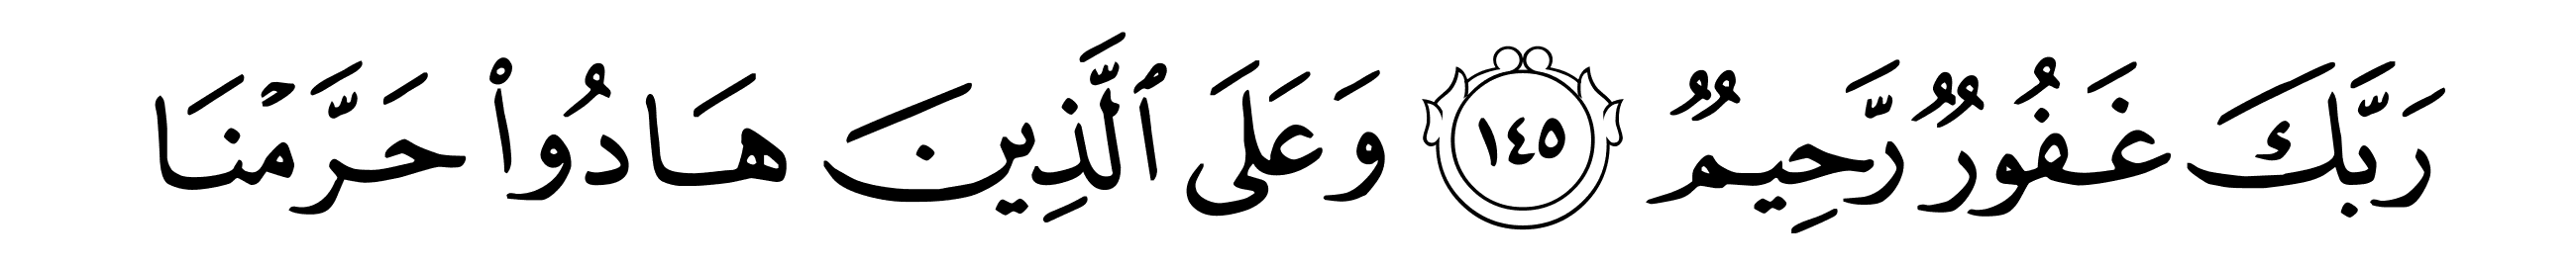 رَبَّكَ غَفُورٌ رَّحِيمٌ ١٤٥ وَعَلَى ٱلَّذِينَ هَادُوا۟ حَرَّمْنَا